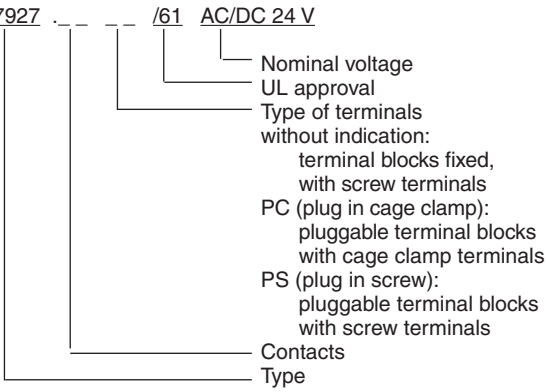 7927 ._ _ _ _ /61 AC/DC 24 V
Nominal voltage
UL approval
Type of terminals
without indication:
terminal blocks fixed,
with screw terminals
PC (plug in cage clamp):
pluggable terminal blocks
with cage clamp terminals
PS (plug in screw):
pluggable terminal blocks
with screw terminals
Contacts
Type